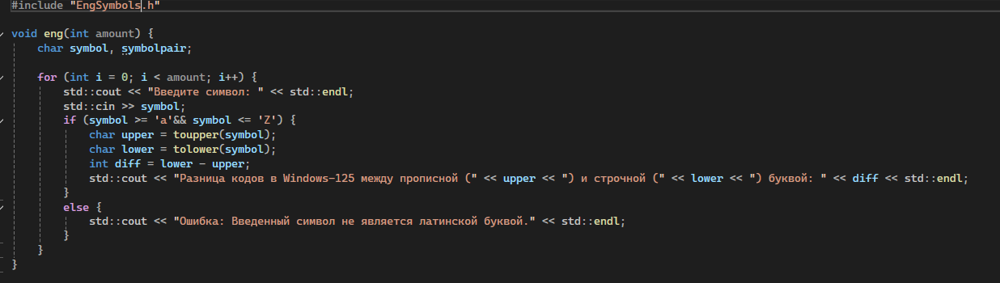 #include "EngSymbols.h"
void eng(int amount) {
char symbol, symbolpair;
for (int i = 0; i < amount; i++) {
std::cout << "Введите символ: " << std::endl;
std::cin >> symbol;
if (symbol >= 'a'&& symbol <= 'Z') {
char upper = toupper(symbol);
char lower = tolower(symbol);
int diff = lower - upper;
std::cout << "Разница кодов в Windows-125 между прописной (" << upper << ") и строчной (" << lower << ") буквой: " << diff << std::endl;
}
else {
std::cout << "Ошибка: Введенный символ не является латинской буквой." << std::endl;
}
}
}